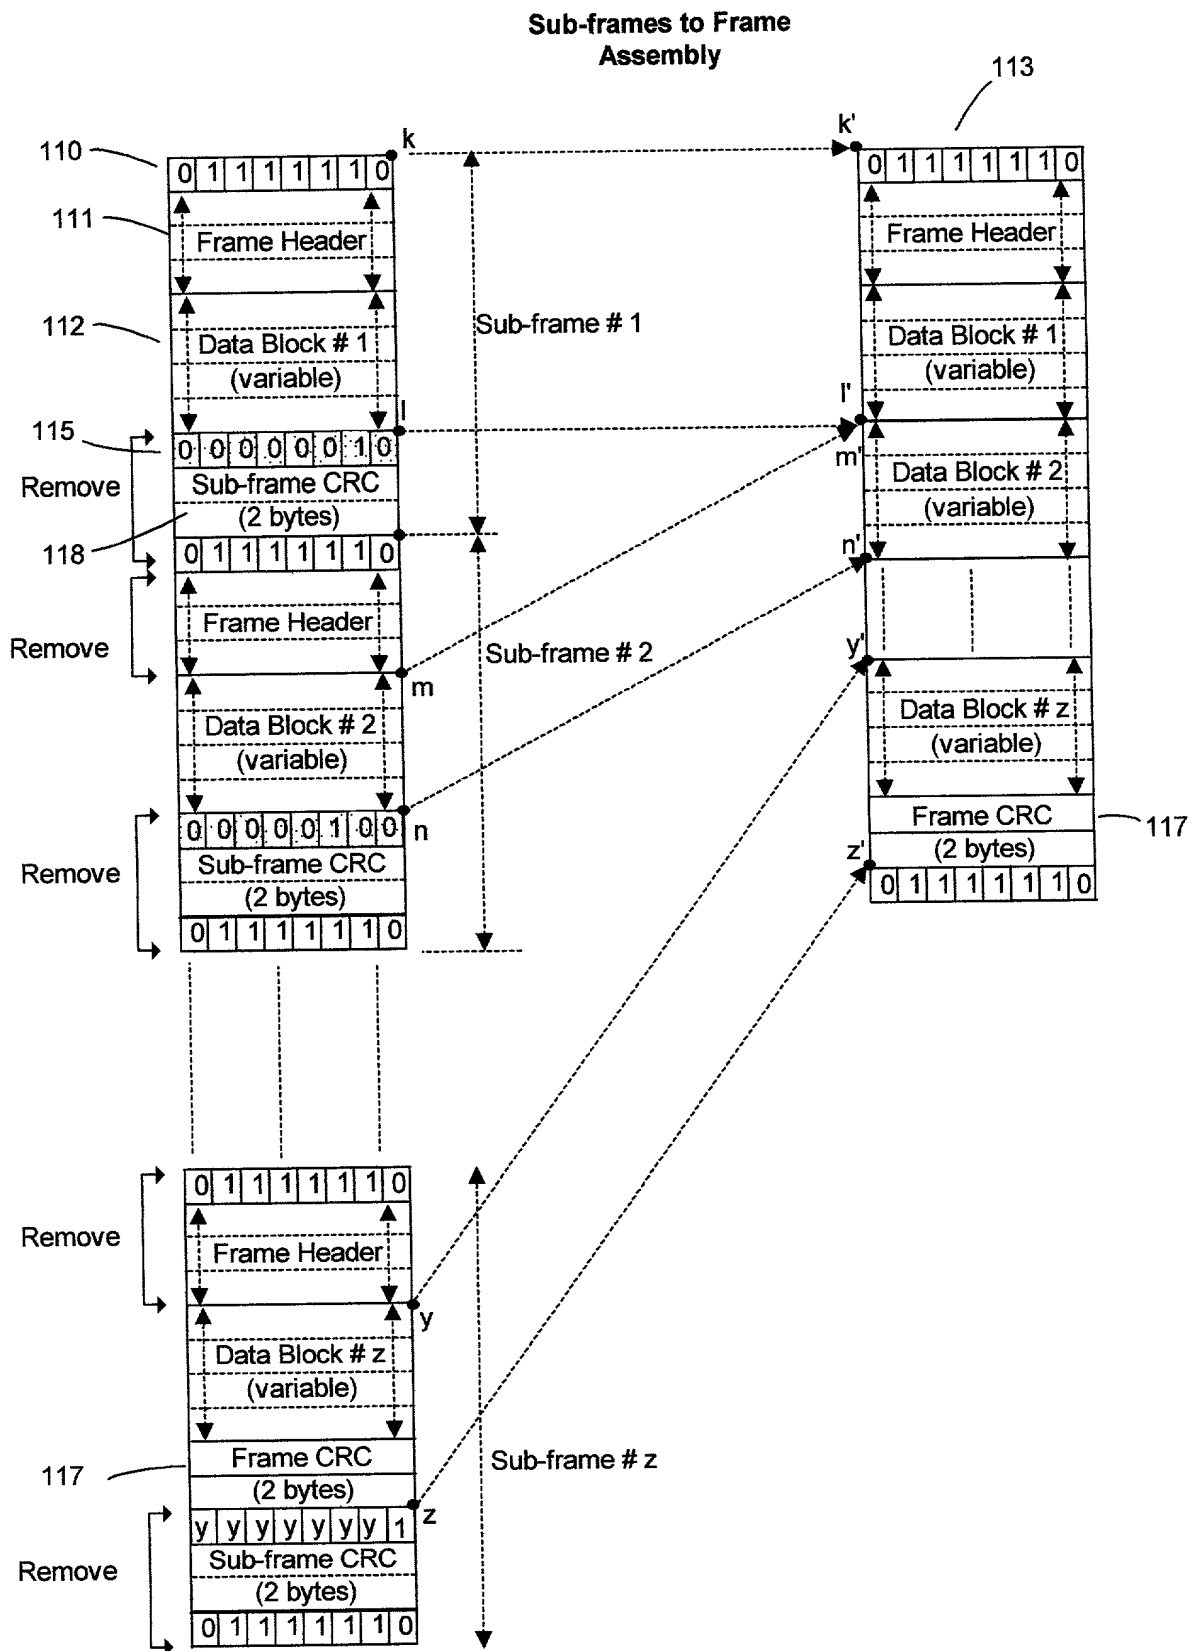 Sub-frames to Frame
Assembly
113
k
k'
110
0 1 1 1 1 1 1 0
0 1 1 1 1 1 1 0
111
Frame Header
Frame Header
112
Sub-frame # 1
Data Block # 1
(variable)
Data Block # 1
(variable)
l
l'
115
0 0 0 0 0 0 1 0
m'
Remove
Sub-frame CRC
(2 bytes)
Data Block # 2
(variable)
118
0 1 1 1 1 1 1 0
n'
Remove
Frame Header
Sub-frame # 2
y'
m
Data Block # 2
(variable)
Data Block # z
(variable)
0 0 0 0 0 1 0 0
n
Frame CRC
(2 bytes)
117
Remove
Sub-frame CRC
(2 bytes)
z'
0 1 1 1 1 1 1 0
0 1 1 1 1 1 1 0
0 1 1 1 1 1 1 0
Remove
Frame Header
y
Data Block # z
(variable)
117
Frame CRC
(2 bytes)
Sub-frame # z
z
y y y y y y y 1
Remove
Sub-frame CRC
(2 bytes)
0 1 1 1 1 1 1 0